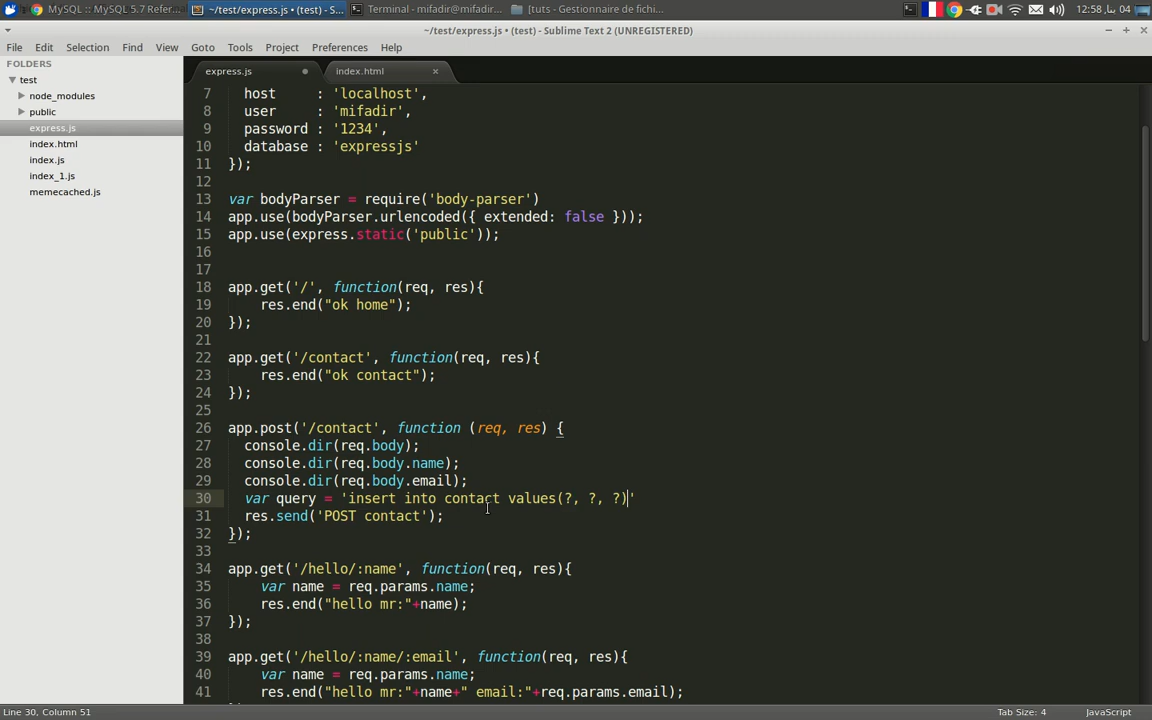 MySQL :: MySQL 5.7 Refer... ~/test/express.js • (test) - S... Terminal - mifadir@mifadir... [tuts - Gestionnaire de fichi... 12:58 ,بنا 04
~/test/express.js • (test) - Sublime Text 2 (UNREGISTERED)
File Edit Selection Find View Goto Tools Project Preferences Help
FOLDERS
test
node_modules
public
express.js
index.html
index.js
index_1.js
memecached.js
express.js index.html
7 host : 'localhost',
8 user : 'mifadir',
9 password : '1234',
10 database : 'expressjs'
11 });
12
13 var bodyParser = require('body-parser')
14 app.use(bodyParser.urlencoded({ extended: false }));
15 app.use(express.static('public'));
16
17
18 app.get('/', function(req, res){
19 res.end("ok home");
20 });
21
22 app.get('/contact', function(req, res){
23 res.end("ok contact");
24 });
25
26 app.post('/contact', function (req, res) {
27 console.dir(req.body);
28 console.dir(req.body.name);
29 console.dir(req.body.email);
30 var query = 'insert into contact values(?, ?, ?)'
31 res.send('POST contact');
32 });
33
34 app.get('/hello/:name', function(req, res){
35 var name = req.params.name;
36 res.end("hello mr:"+name);
37 });
38
39 app.get('/hello/:name/:email', function(req, res){
40 var name = req.params.name;
41 res.end("hello mr:"+name+" email:"+req.params.email);
Line 30, Column 51 Tab Size: 4 JavaScript